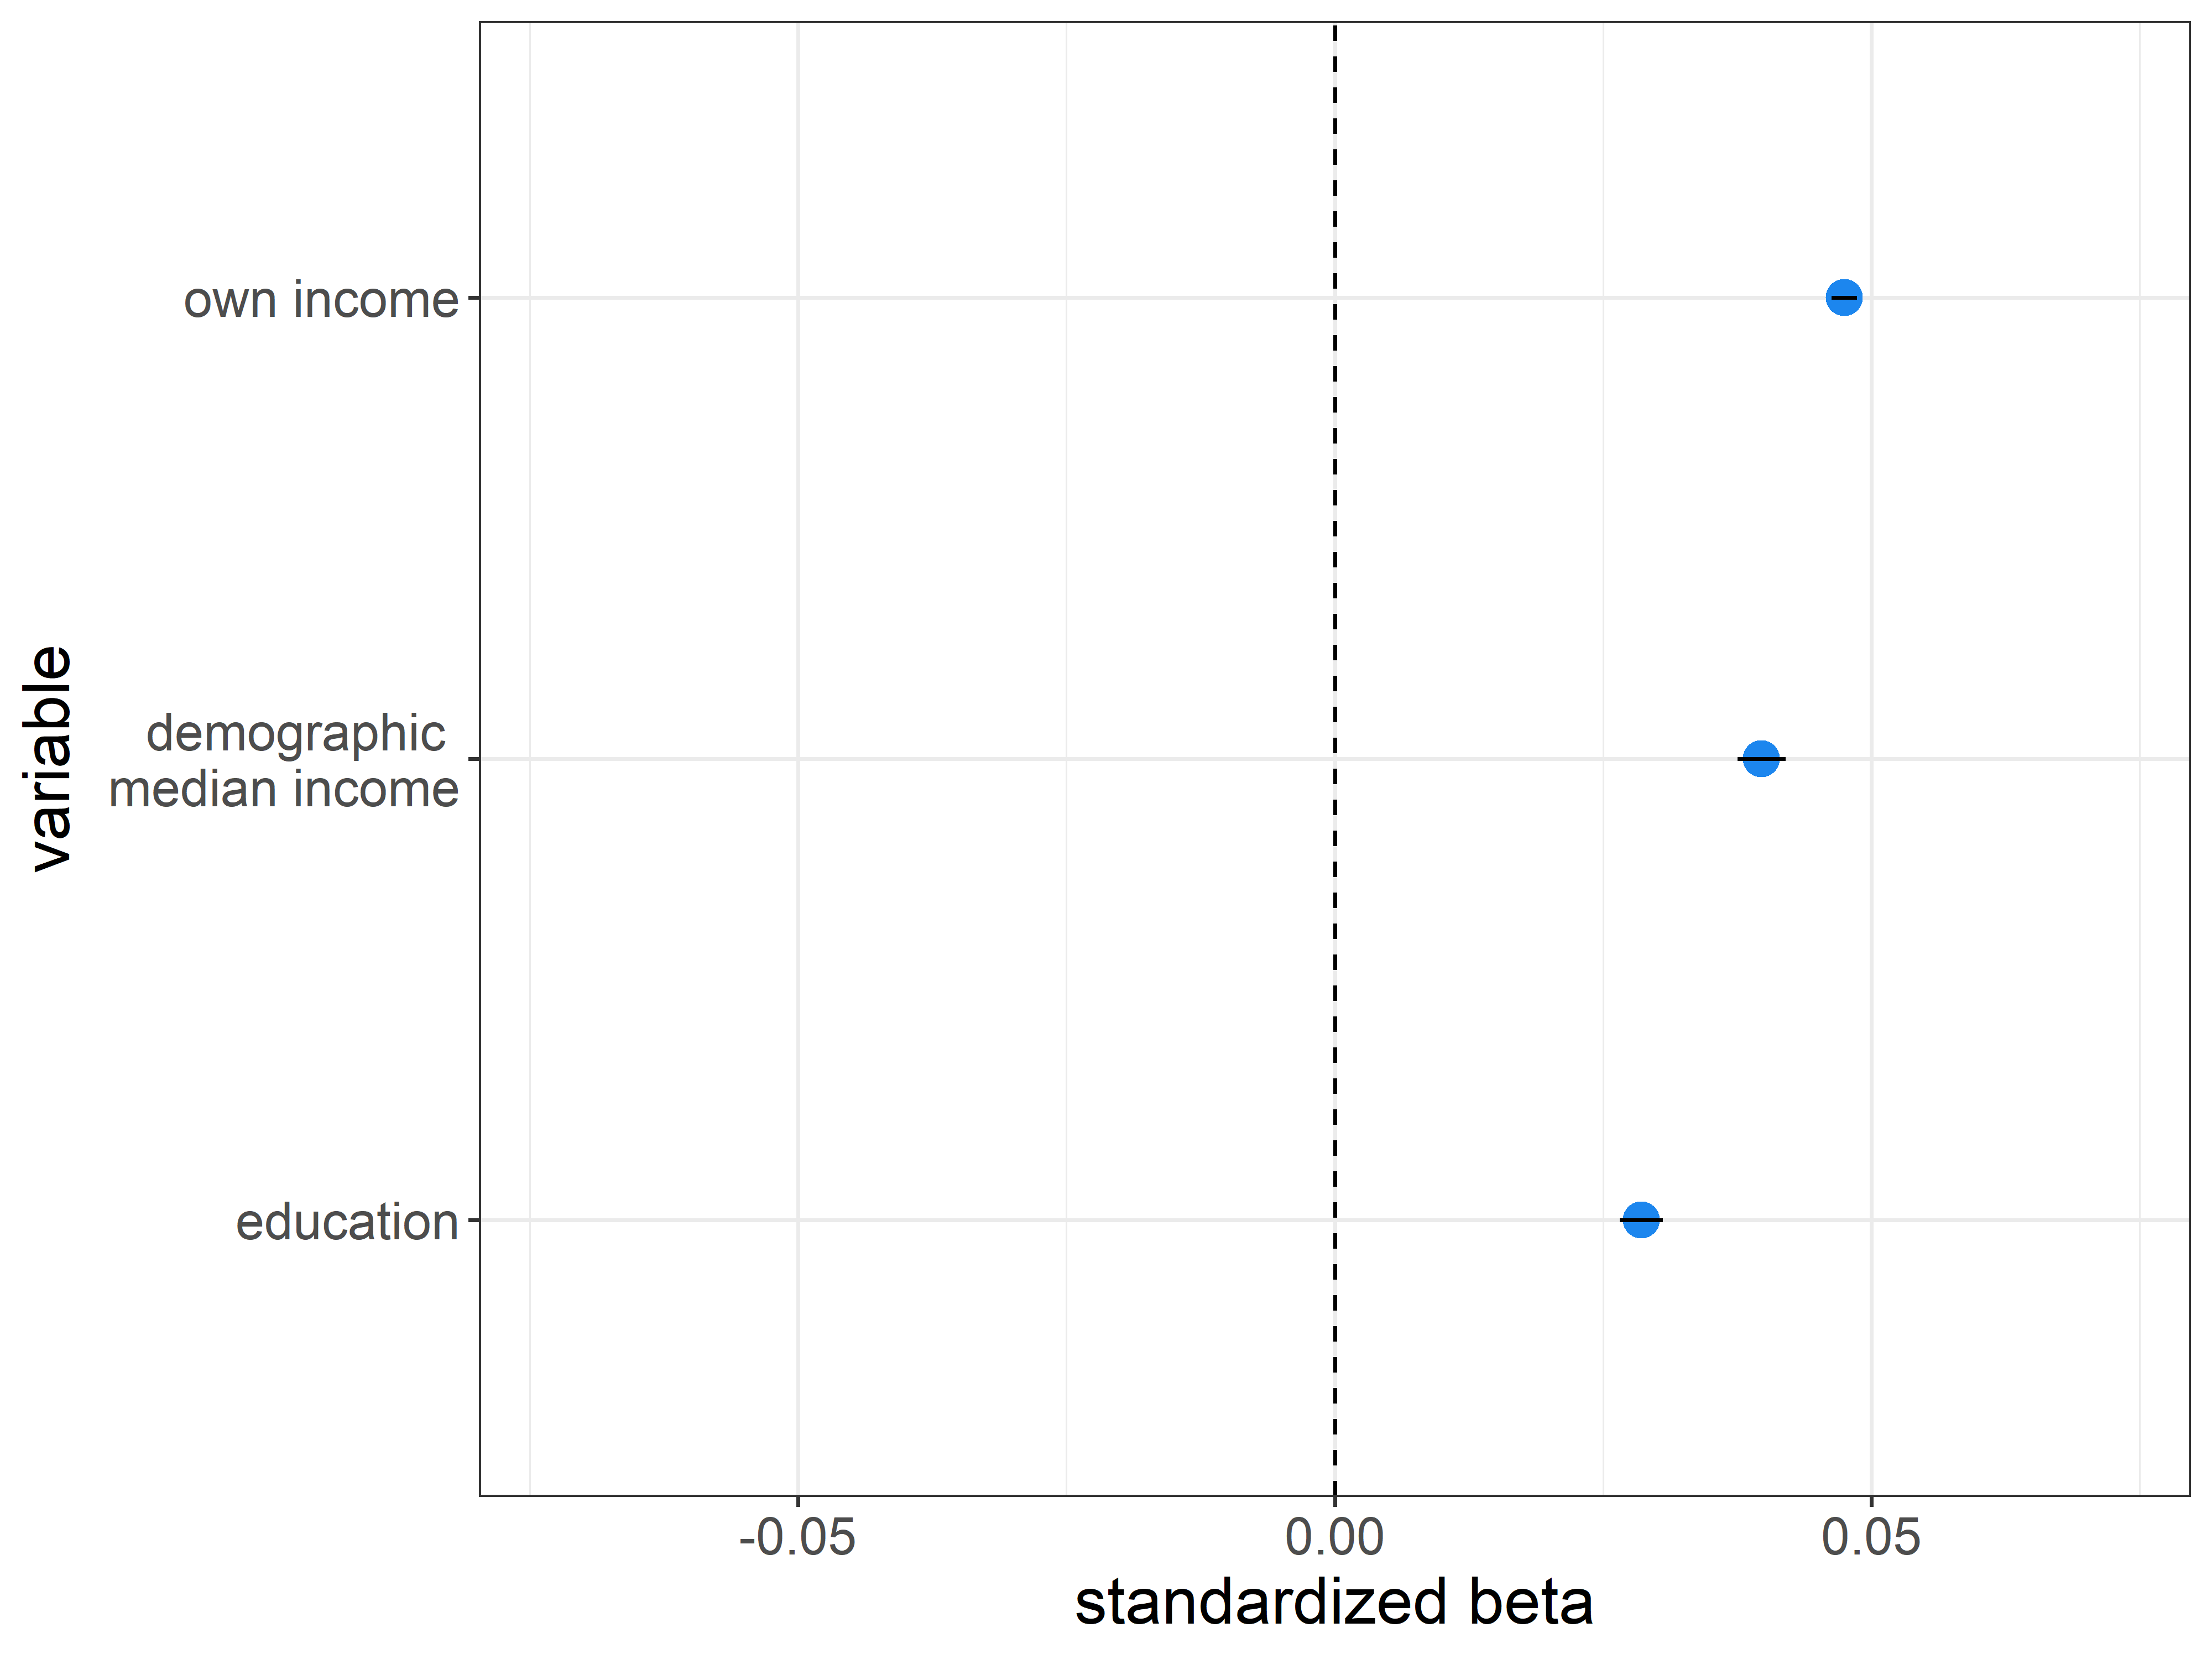 variable
own income
demographic
median income
education
-0.05
0.00
0.05
standardized beta